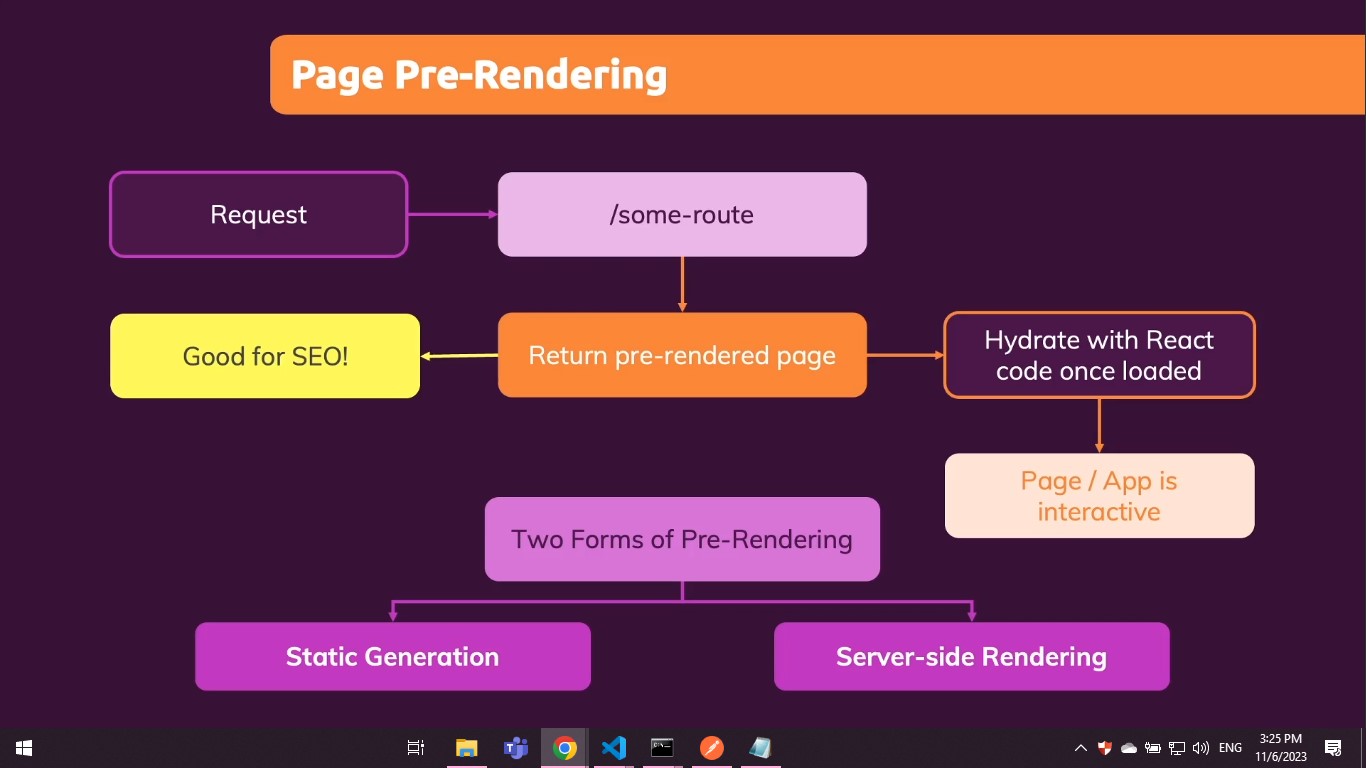 Page Pre-Rendering
Request
/some-route
Good for SEO!
Return pre-rendered page
Hydrate with React
code once loaded
Page / App is
interactive
Two Forms of Pre-Rendering
Static Generation
Server-side Rendering
ENG
3:25 PM
11/6/2023